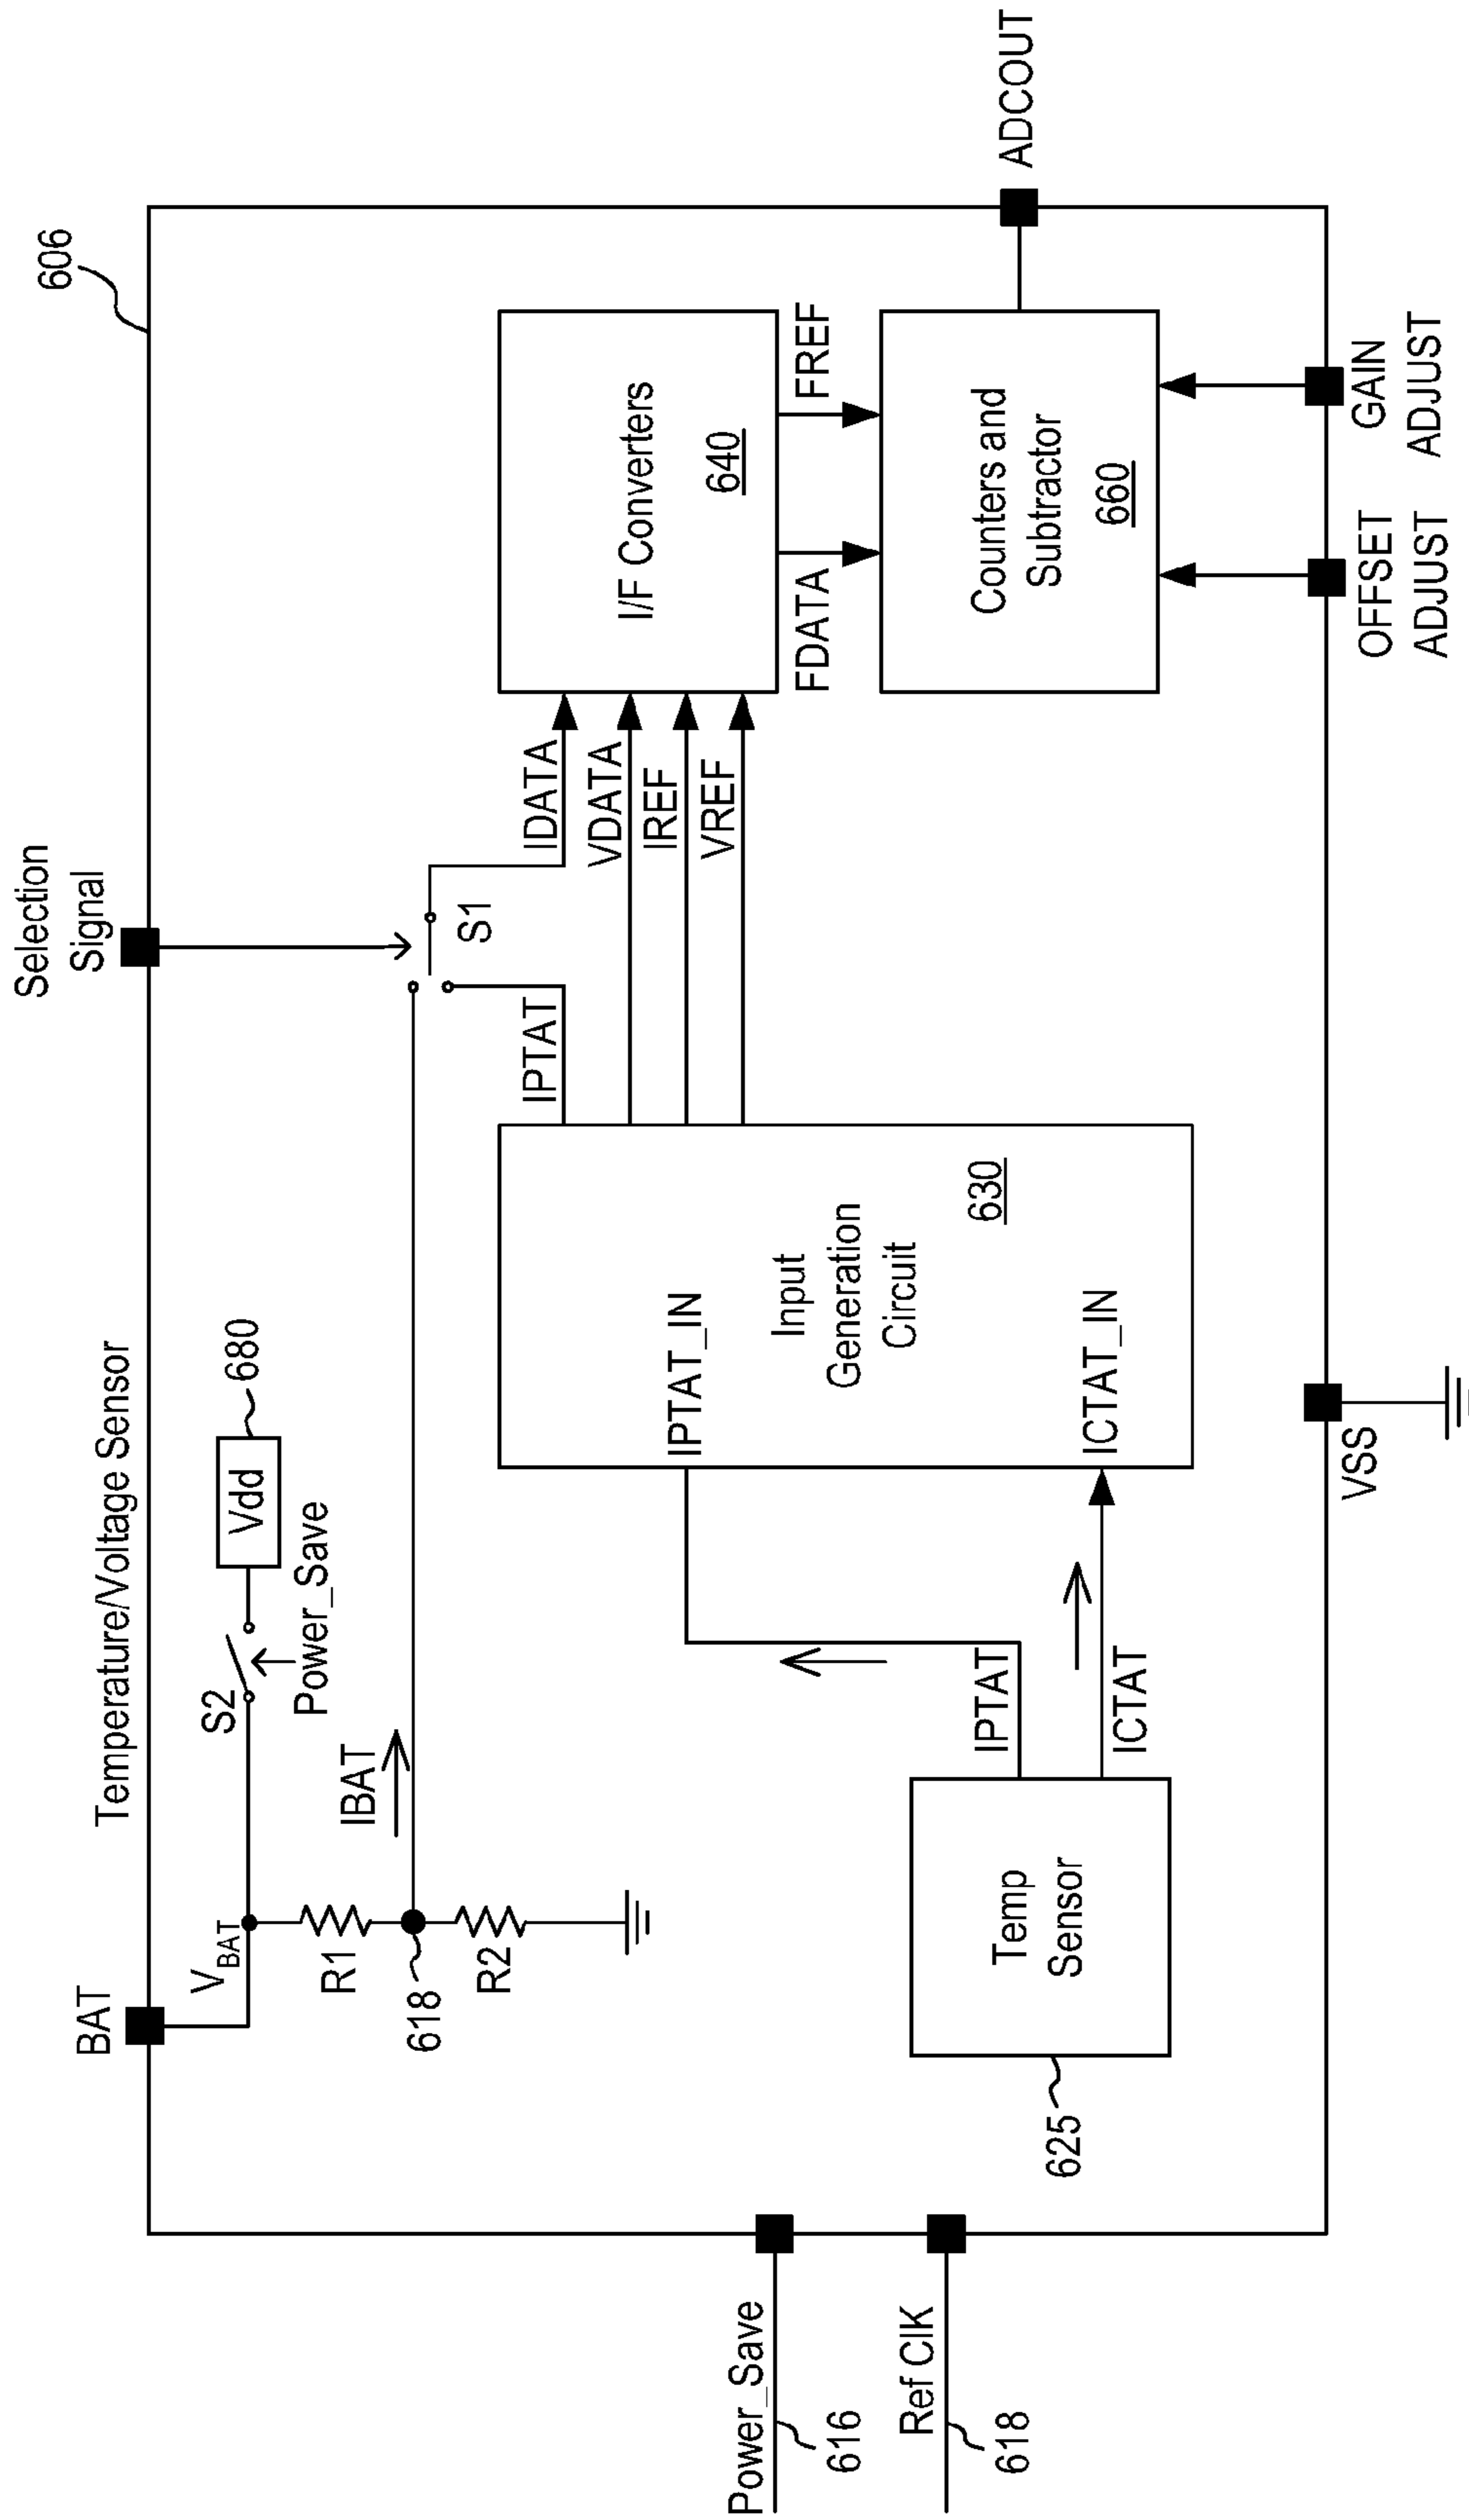 Selection
Signal
606
BAT
Temperature/Voltage Sensor
V BAT
S2
Vdd
680
Power_Save
R1
IBAT
618
R2
S1
IPTAT
IDATA
VDATA
IREF
VREF
I/F Converters
640
IPTAT_IN
Input
Generation
Circuit
630
ICTAT_IN
FDATA
FREF
Power_Save
616
Ref ClK
618
Temp
Sensor
625
IPTAT
ICTAT
Counters and
Subtractor
660
ADCOUT
VSS
OFFSET
ADJUST
GAIN
ADJUST